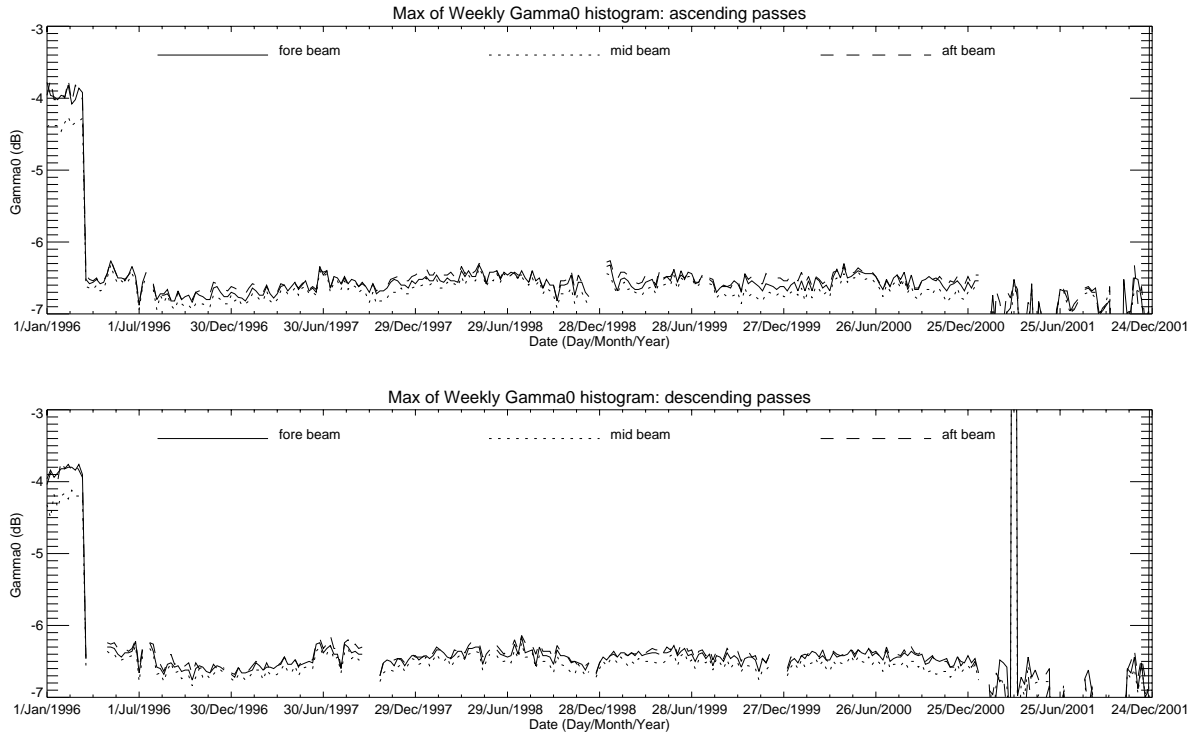 Max of Weekly Gamma0 histogram: ascending passes
-3
fore beam mid beam aft beam
-4
-5
-6
-7
Gamma0 (dB)
1/Jan/1996 1/Jul/1996 30/Dec/1996 30/Jun/1997 29/Dec/1997 29/Jun/1998 28/Dec/1998 28/Jun/1999 27/Dec/1999 26/Jun/2000 25/Dec/2000 25/Jun/2001 24/Dec/2001
Date (Day/Month/Year)
Max of Weekly Gamma0 histogram: descending passes
-3
fore beam mid beam aft beam
-4
-5
-6
-7
Gamma0 (dB)
1/Jan/1996 1/Jul/1996 30/Dec/1996 30/Jun/1997 29/Dec/1997 29/Jun/1998 28/Dec/1998 28/Jun/1999 27/Dec/1999 26/Jun/2000 25/Dec/2000 25/Jun/2001 24/Dec/2001
Date (Day/Month/Year)